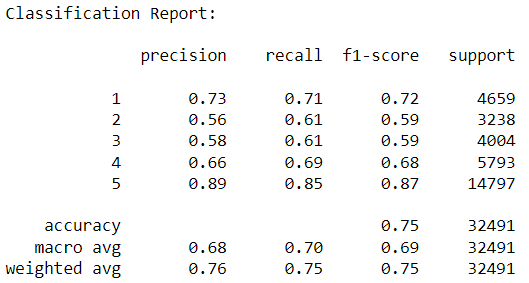 Classification Report:
precision recall f1-score support
1 0.73 0.71 0.72 4659
2 0.56 0.61 0.59 3238
3 0.58 0.61 0.59 4004
4 0.66 0.69 0.68 5793
5 0.89 0.85 0.87 14797
accuracy 0.75 32491
macro avg 0.68 0.70 0.69 32491
weighted avg 0.76 0.75 0.75 32491